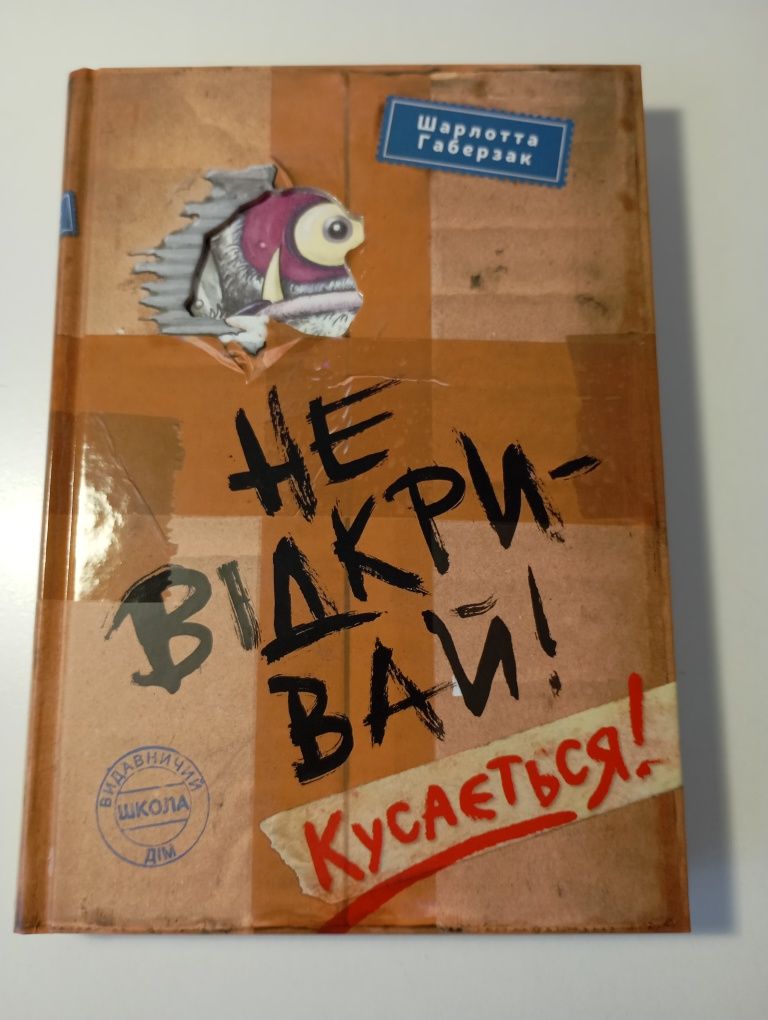 Шарлотта
Габерзак
НЕ
ВІДКРИ-
ВАЙ!
Кусається!
ВИДАВНИЧИЙ
ШКОЛА
ДІМ